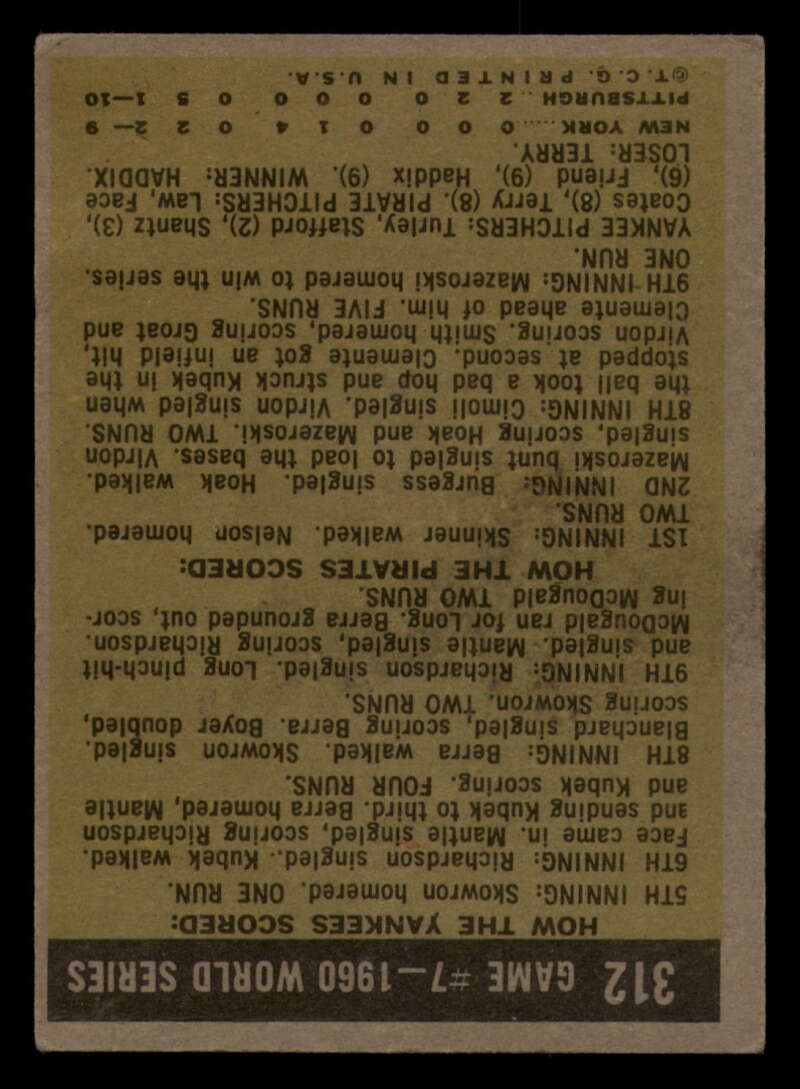 312 GAME #7—1960 WORLD SERIES
HOW THE YANKEES SCORED:
5TH INNING: Skowron homered. ONE RUN.
6TH INNING: Richardson singled. Kubek walked.
Face came in. Mantle singled, scoring Richardson
and sending Kubek to third. Berra homered, Mantle
and Kubek scoring. FOUR RUNS.
8TH INNING: Berra walked. Skowron singled.
Blanchard singled, scoring Berra. Boyer doubled,
scoring Skowron. TWO RUNS.
9TH INNING: Richardson singled. Long pinch-hit
and singled. Mantle singled, scoring Richardson.
McDougald ran for Long. Berra grounded out, scor-
ing McDougald TWO RUNS.
HOW THE PIRATES SCORED:
1ST INNING: Skinner walked. Nelson homered.
TWO RUNS.
2ND INNING: Burgess singled. Hoak walked.
Mazeroski bunt singled to load the bases. Virdon
singled, scoring Hoak and Mazeroski. TWO RUNS.
8TH INNING: Cimoli singled. Virdon singled when
the ball took a bad hop and struck Kubek in the
stopped at second. Clemente got an infield hit,
Virdon scoring. Smith homered, scoring Groat and
Clemente ahead of him. FIVE RUNS.
9TH INNING: Mazeroski homered to win the series.
ONE RUN.
YANKEE PITCHERS: Turley, Stafford (2), Shantz (3),
Coates (8), Terry (8). PIRATE PITCHERS: Law, Face
(6), Friend (9), Haddix (9). WINNER: HADDIX.
LOSER: TERRY.
NEW YORK..... 0 0 0 0 1 4 0 2 2— 9
PITTSBURGH .. 2 2 0 0 0 0 0 5 1—10
©T.C.G. PRINTED IN U.S.A.